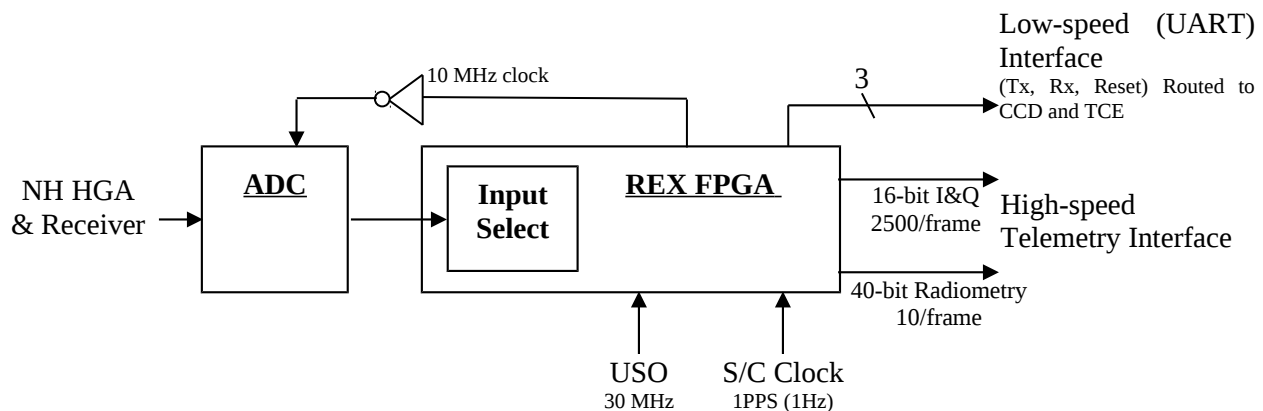 Low-speed (UART)
Interface
(Tx, Rx, Reset) Routed to
CCD and TCE
3
10 MHz clock
NH HGA
& Receiver
ADC
Input
Select
REX FPGA
16-bit I&Q
2500/frame
High-speed
Telemetry Interface
40-bit Radiometry
10/frame
USO
30 MHz
S/C Clock
1PPS (1Hz)